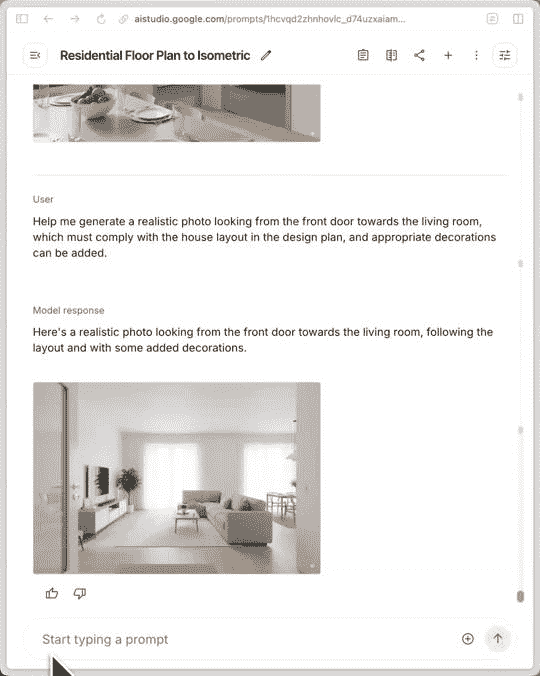 aistudio.google.com/prompts/1hcvqd2zhnhovlc_d74uzxaiam...
Residential Floor Plan to Isometric
User
Help me generate a realistic photo looking from the front door towards the living room,
which must comply with the house layout in the design plan, and appropriate decorations
can be added.
Model response
Here's a realistic photo looking from the front door towards the living room, following the
layout and with some added decorations.
Start typing a prompt